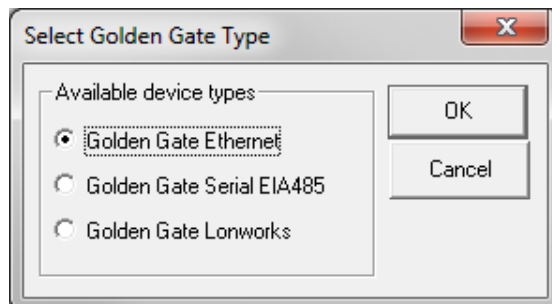 Select Golden Gate Type
Available device types
Golden Gate Ethernet
Golden Gate Serial EIA485
Golden Gate Lonworks
OK
Cancel